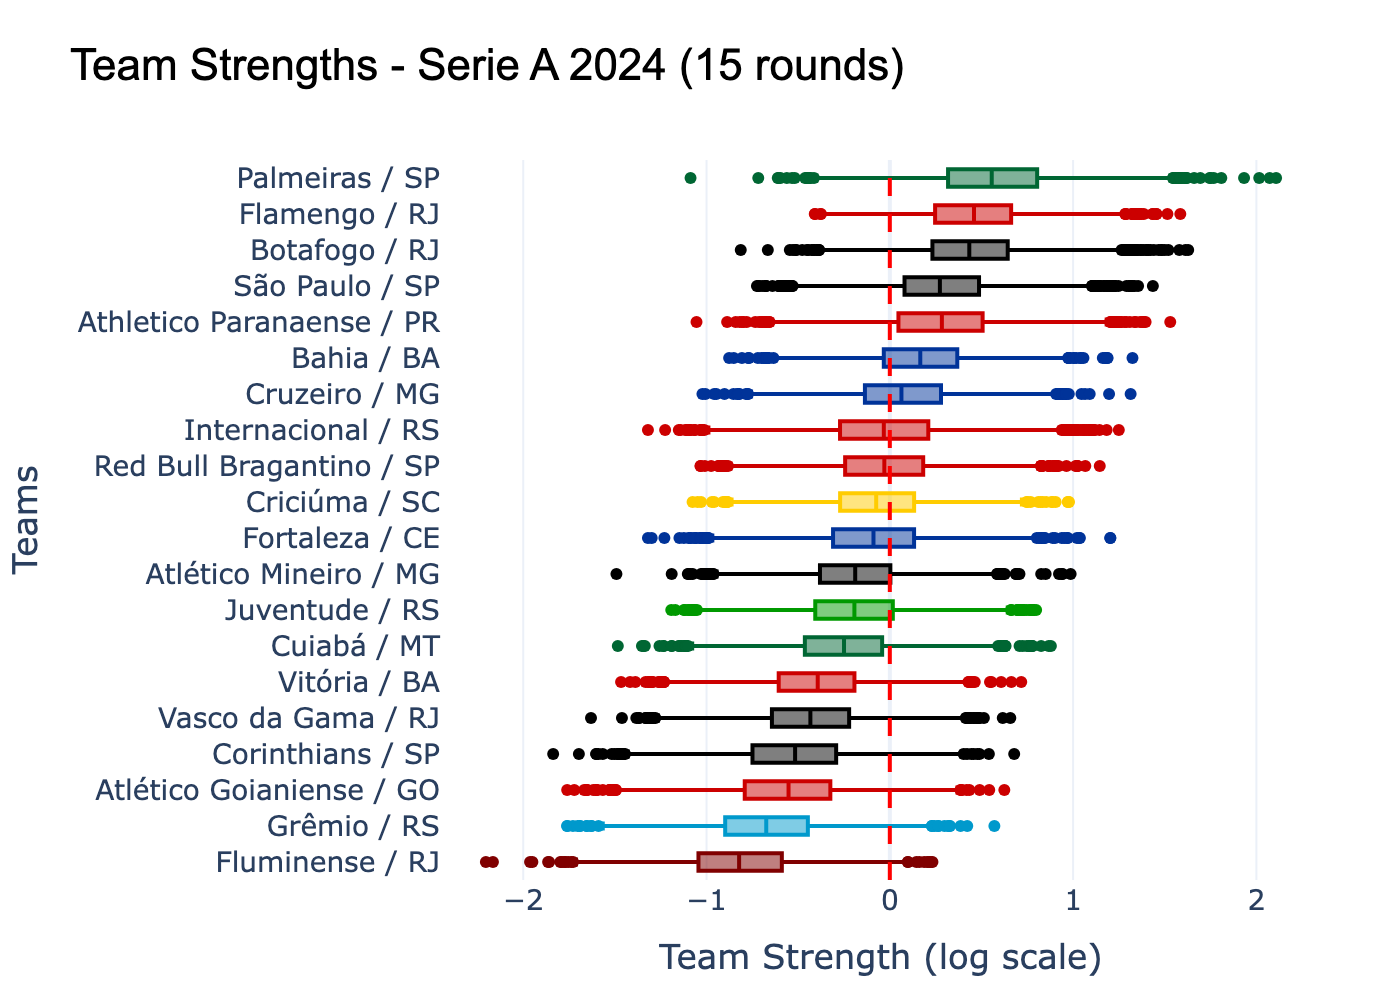 Team Strengths - Serie A 2024 (15 rounds)
Teams
Palmeiras / SP
Flamengo / RJ
Botafogo / RJ
São Paulo / SP
Athletico Paranaense / PR
Bahia / BA
Cruzeiro / MG
Internacional / RS
Red Bull Bragantino / SP
Criciúma / SC
Fortaleza / CE
Atlético Mineiro / MG
Juventude / RS
Cuiabá / MT
Vitória / BA
Vasco da Gama / RJ
Corinthians / SP
Atlético Goianiense / GO
Grêmio / RS
Fluminense / RJ
−2 −1 0 1 2
Team Strength (log scale)